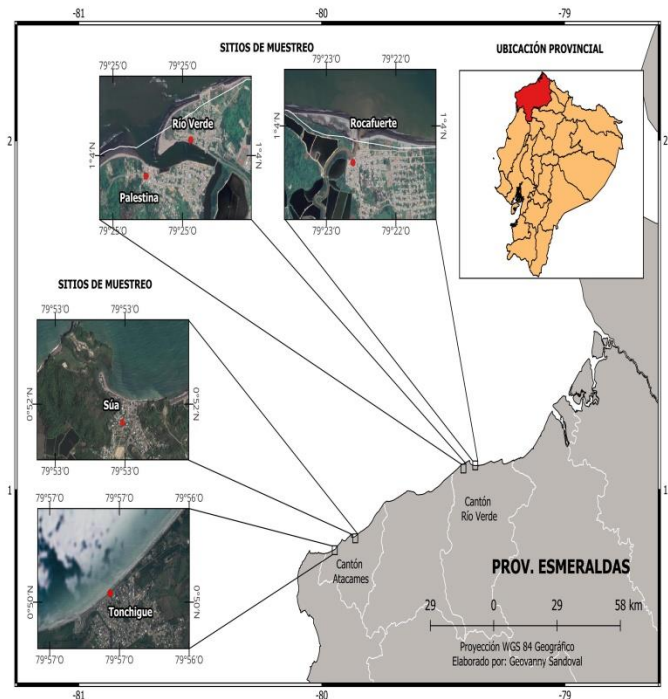 -81
-80
-79
SITIOS DE MUESTREO
UBICACIÓN PROVINCIAL
79°25'O
79°25'O
79°23'O
79°22'O
Río Verde
Palestina
1°4'N
1°4'N
79°25'O
79°25'O
Rocafuerte
1°4'N
1°4'N
79°23'O
79°22'O
2
2
SITIOS DE MUESTREO
79°53'O
79°53'O
Súa
0°52'N
0°52'N
79°53'O
79°53'O
79°57'O
79°57'O
79°56'O
Tonchigue
0°50'N
0°50'N
79°57'O
79°57'O
79°56'O
1
1
Cantón
Río Verde
Cantón
Atacames
PROV. ESMERALDAS
29
0
29
58 km
Proyección WGS 84 Geográfico
Elaborado por: Geovanny Sandoval
-81
-80
-79